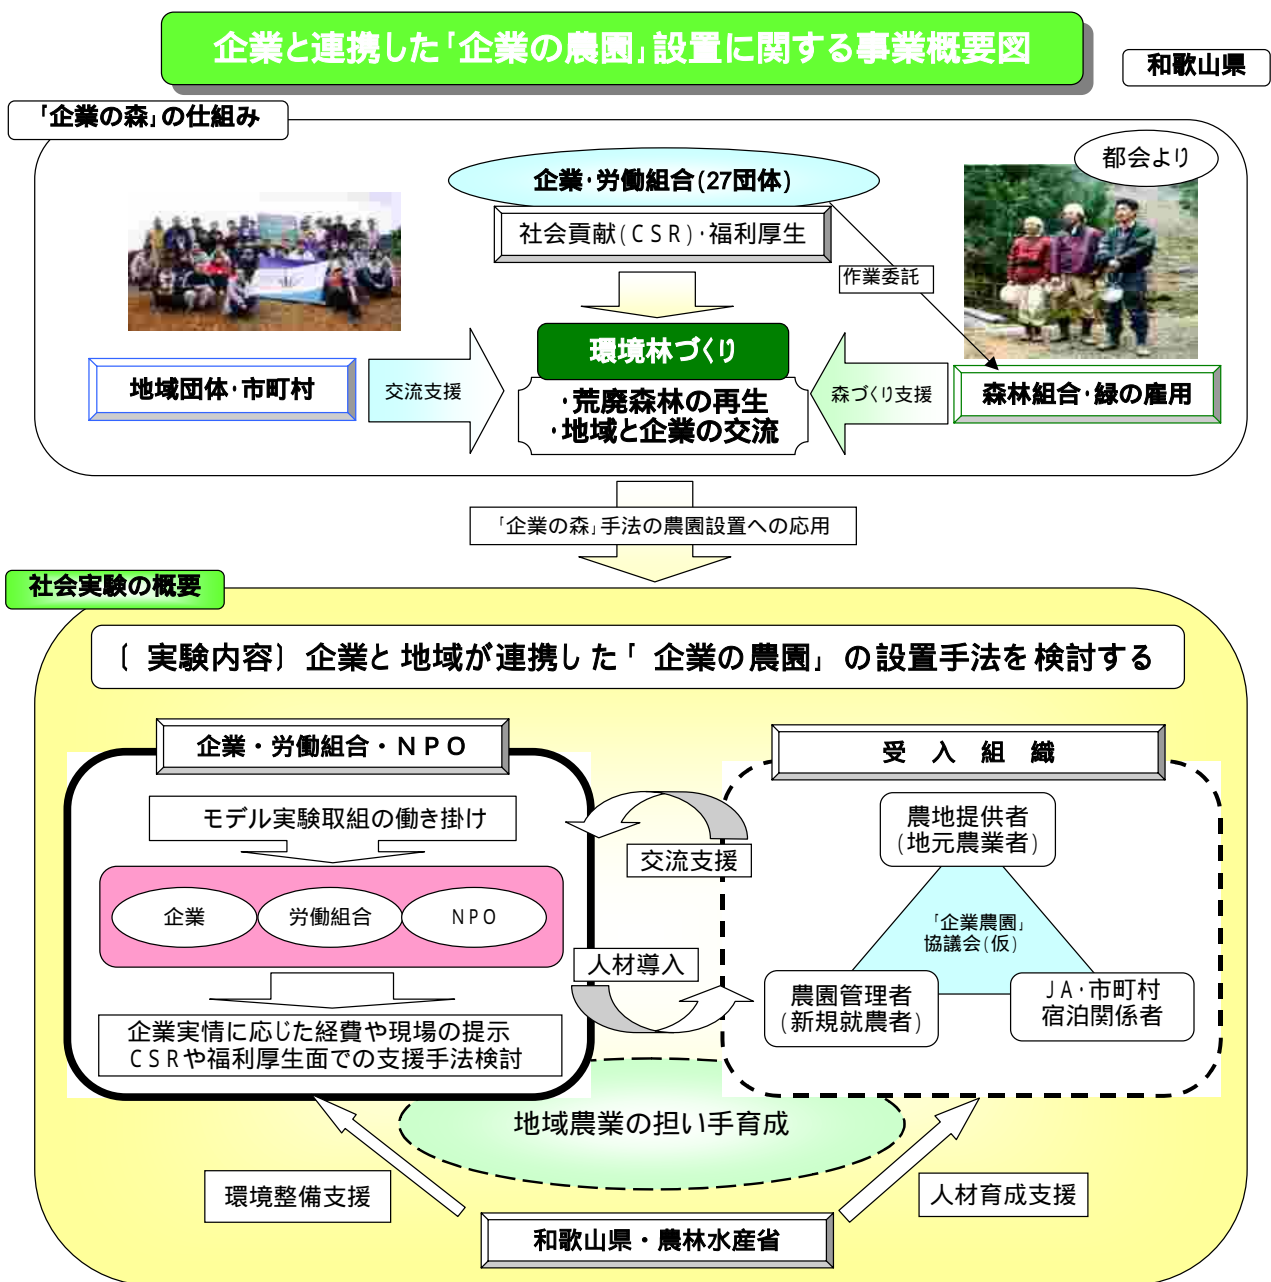 企業と連携した「企業の農園」設置に関する事業概要図
和歌山県
「企業の森」の仕組み
都会より
企業・労働組合(27団体)
社会貢献(CSR)・福利厚生
作業委託
環境林づくり
地域団体・市町村
交流支援
・荒廃森林の再生
・地域と企業の交流
森づくり支援
森林組合・緑の雇用
「企業の森」手法の農園設置への応用
社会実験の概要
〔実験内容〕企業と地域が連携した「企業の農園」の設置手法を検討する
企業・労働組合・NPO
受入組織
モデル実験取組の働き掛け
農地提供者
(地元農業者)
交流支援
企業
労働組合
NPO
「企業農園」
協議会(仮)
人材導入
農園管理者
(新規就農者)
JA・市町村
宿泊関係者
企業実情に応じた経費や現場の提示
CSRや福利厚生面での支援手法検討
地域農業の担い手育成
環境整備支援
人材育成支援
和歌山県・農林水産省